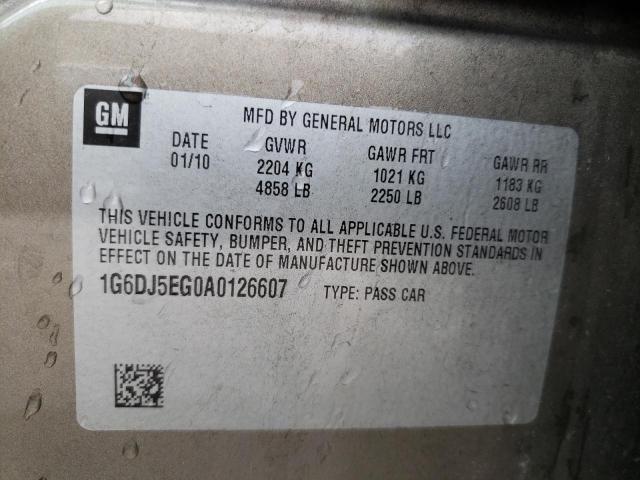 GM
MFD BY GENERAL MOTORS LLC
DATE GVWR GAWR FRT GAWR RR
01/10 2204 KG 1021 KG 1183 KG
4858 LB 2250 LB 2608 LB
THIS VEHICLE CONFORMS TO ALL APPLICABLE U.S. FEDERAL MOTOR
VEHICLE SAFETY, BUMPER, AND THEFT PREVENTION STANDARDS IN
EFFECT ON THE DATE OF MANUFACTURE SHOWN ABOVE.
1G6DJ5EG0A0126607 TYPE: PASS CAR